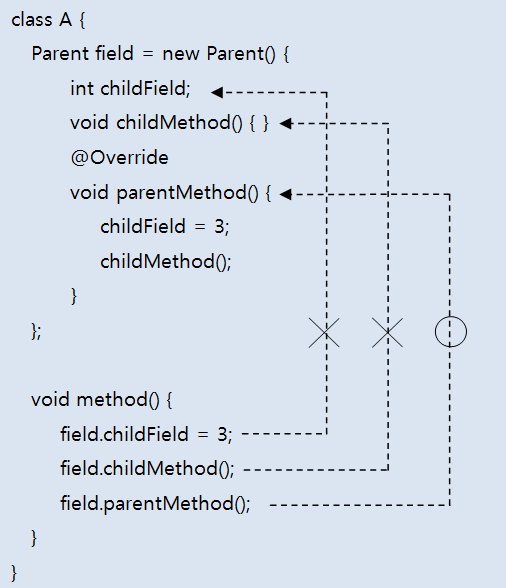 class A {
Parent field = new Parent() {
int childField;
void childMethod() { }
@Override
void parentMethod() {
childField = 3;
childMethod();
}
};
void method() {
field.childField = 3;
field.childMethod();
field.parentMethod();
}
}